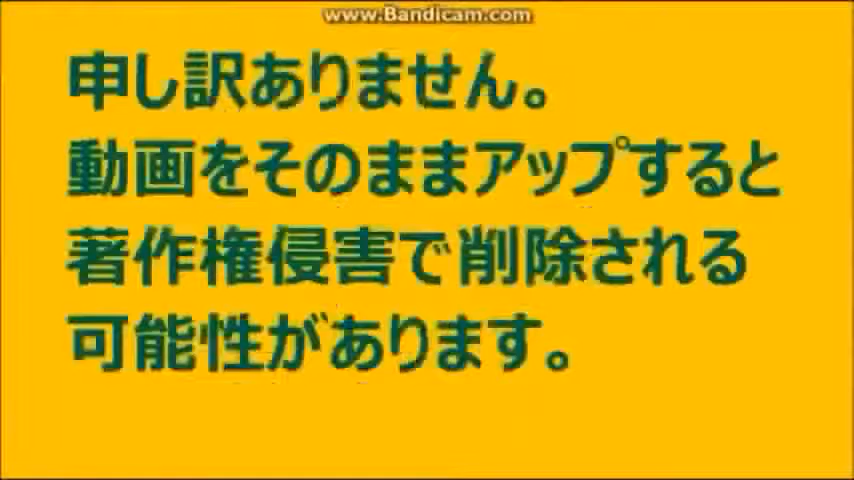 www.Bandicam.com
申し訳ありません。
動画をそのままアップすると
著作権侵害で削除される
可能性があります。